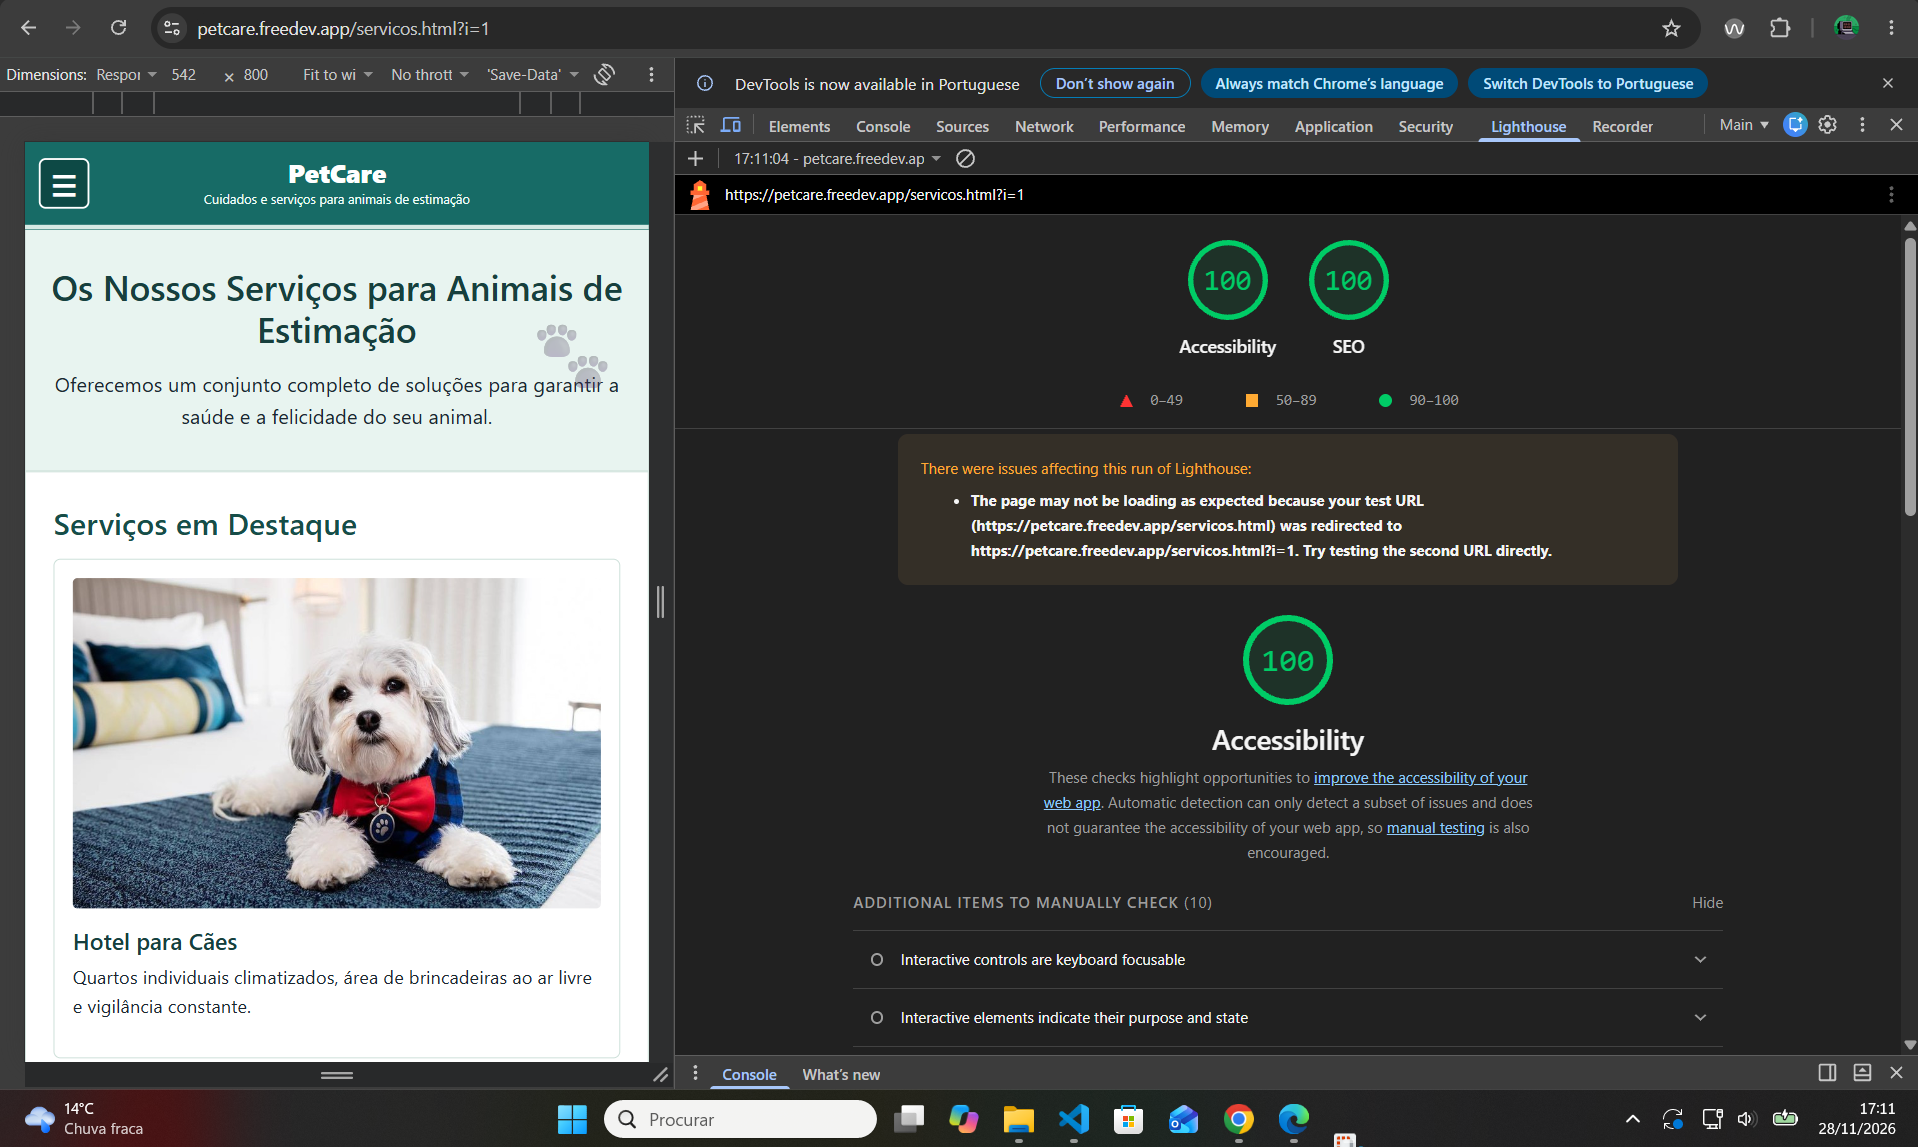 petcare.freedev.app/servicos.html?i=1
Dimensions: Respor 542 × 800 Fit to wi No thrott 'Save-Data'
PetCare
Cuidados e serviços para animais de estimação
Os Nossos Serviços para Animais de
Estimação
Oferecemos um conjunto completo de soluções para garantir a
saúde e a felicidade do seu animal.
Serviços em Destaque
Hotel para Cães
Quartos individuais climatizados, área de brincadeiras ao ar livre
e vigilância constante.
DevTools is now available in Portuguese Don't show again Always match Chrome's language Switch DevTools to Portuguese
Elements Console Sources Network Performance Memory Application Security Lighthouse Recorder Main
17:11:04 - petcare.freedev.ap
https://petcare.freedev.app/servicos.html?i=1
100 100
Accessibility SEO
0–49 50–89 90–100
There were issues affecting this run of Lighthouse:
• The page may not be loading as expected because your test URL
(https://petcare.freedev.app/servicos.html) was redirected to
https://petcare.freedev.app/servicos.html?i=1. Try testing the second URL directly.
100
Accessibility
These checks highlight opportunities to improve the accessibility of your
web app. Automatic detection can only detect a subset of issues and does
not guarantee the accessibility of your web app, so manual testing is also
encouraged.
ADDITIONAL ITEMS TO MANUALLY CHECK (10) Hide
Interactive controls are keyboard focusable
Interactive elements indicate their purpose and state
Console What's new
14°C
Chuva fraca
Procurar
17:11
28/11/2026